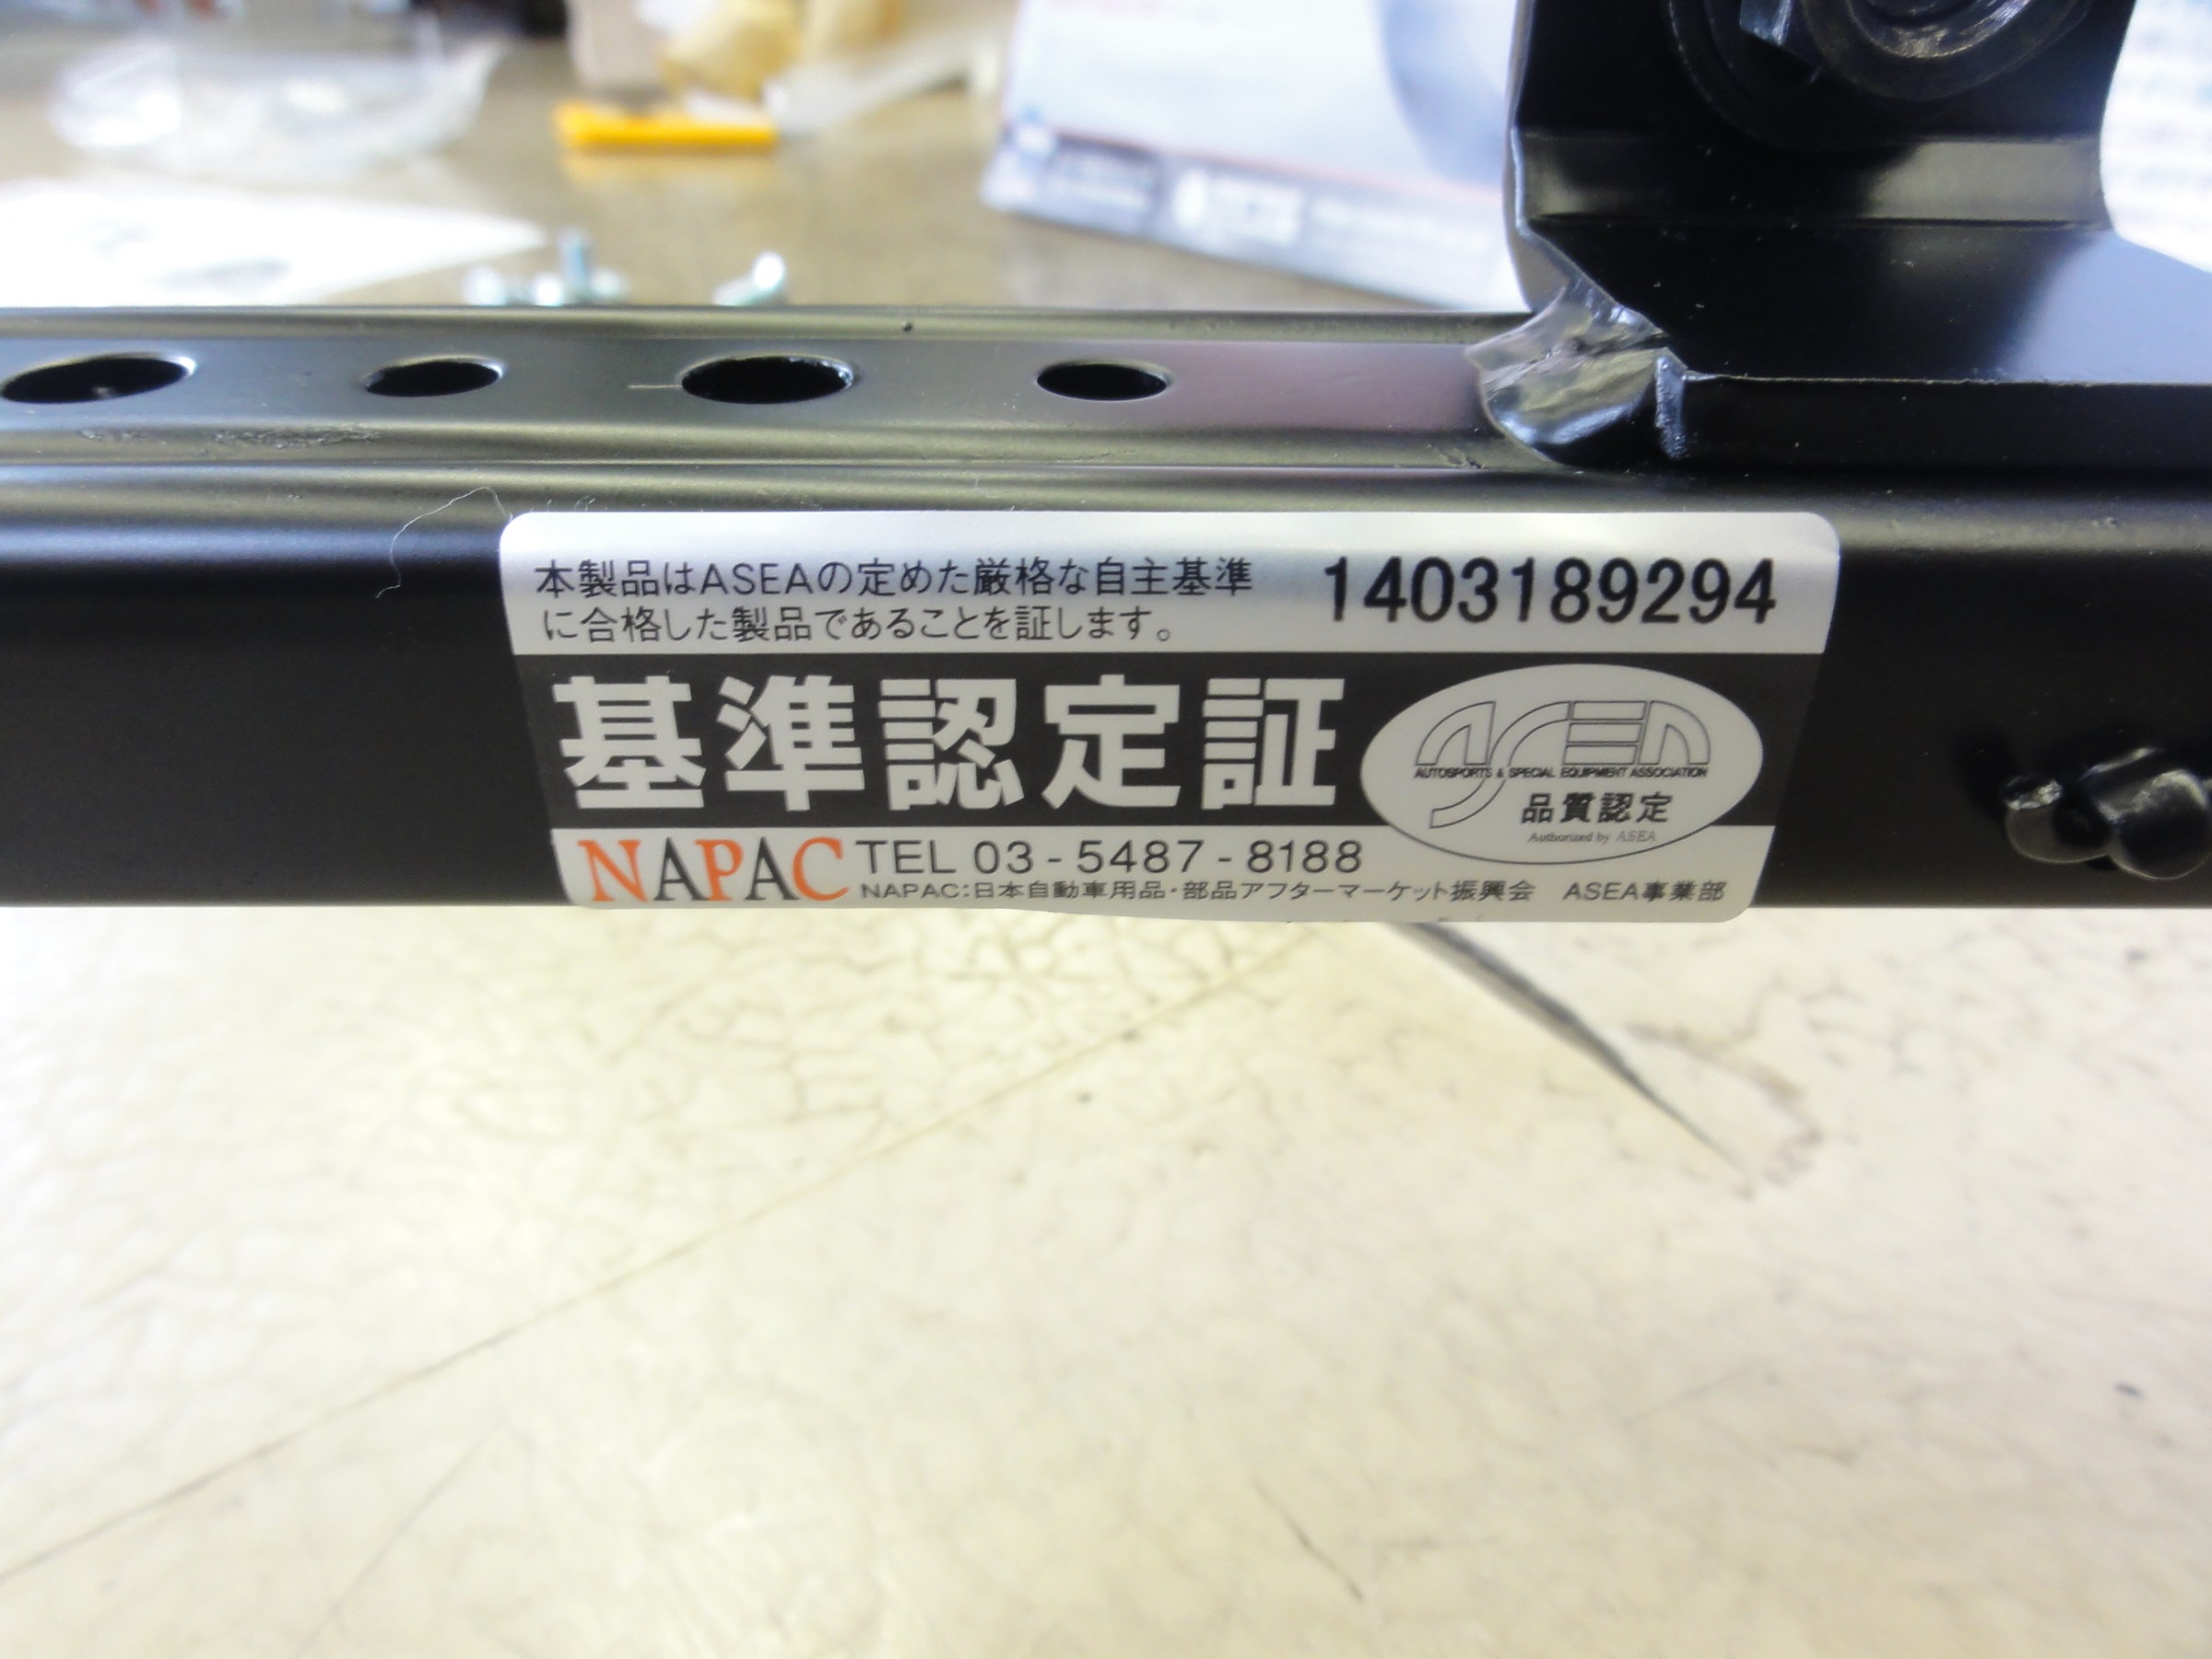 本製品はASEAの定めた厳格な自主基準
に合格した製品であることを証します。
1403189294
基準認定証
ASEA
AUTOSPORTS & SPECIAL EQUIPMENT ASSOCIATION
品質認定
Authorized by ASEA
NAPAC TEL 03-5487-8188
NAPAC:日本自動車用品・部品アフターマーケット振興会 ASEA事業部